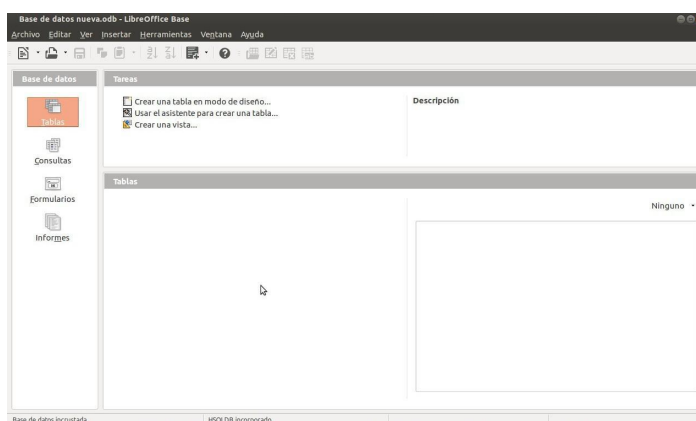 Base de datos nueva.odb - LibreOffice Base
Archivo Editar Ver Insertar Herramientas Ventana Ayuda
Base de datos
Tareas
Tablas
Consultas
Formularios
Informes
Crear una tabla en modo de diseño...
Usar el asistente para crear una tabla...
Crear una vista...
Descripción
Tablas
Ninguno
Base de datos incrustada
HSQLDB incorporado